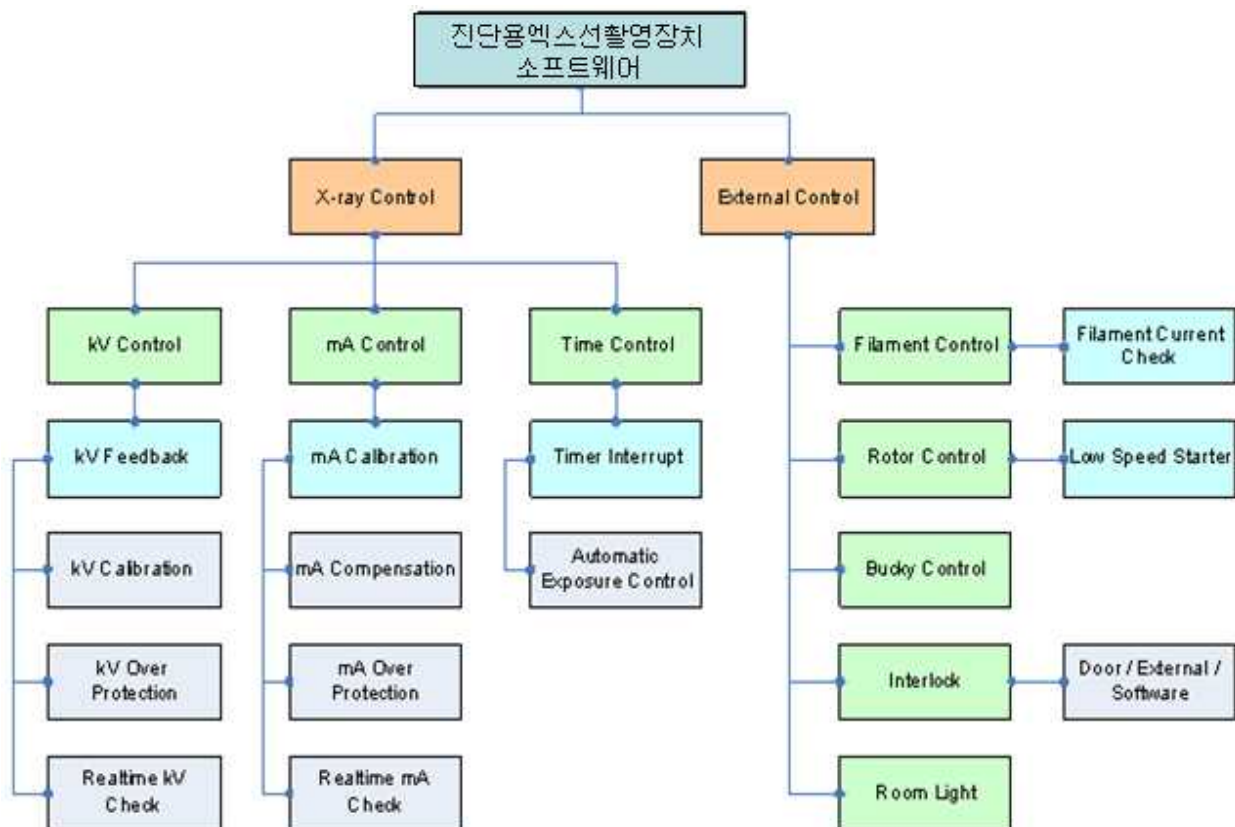 진단용엑스선촬영장치
소프트웨어
X-ray Control
External Control
kV Control
mA Control
Time Control
Filament Control
Filament Current
Check
kV Feedback
mA Calibration
Timer Interrupt
Rotor Control
Low Speed Starter
kV Calibration
mA Compensation
Automatic
Exposure Control
Bucky Control
kV Over
Protection
mA Over
Protection
Interlock
Door / External /
Software
Realtime kV
Check
Realtime mA
Check
Room Light